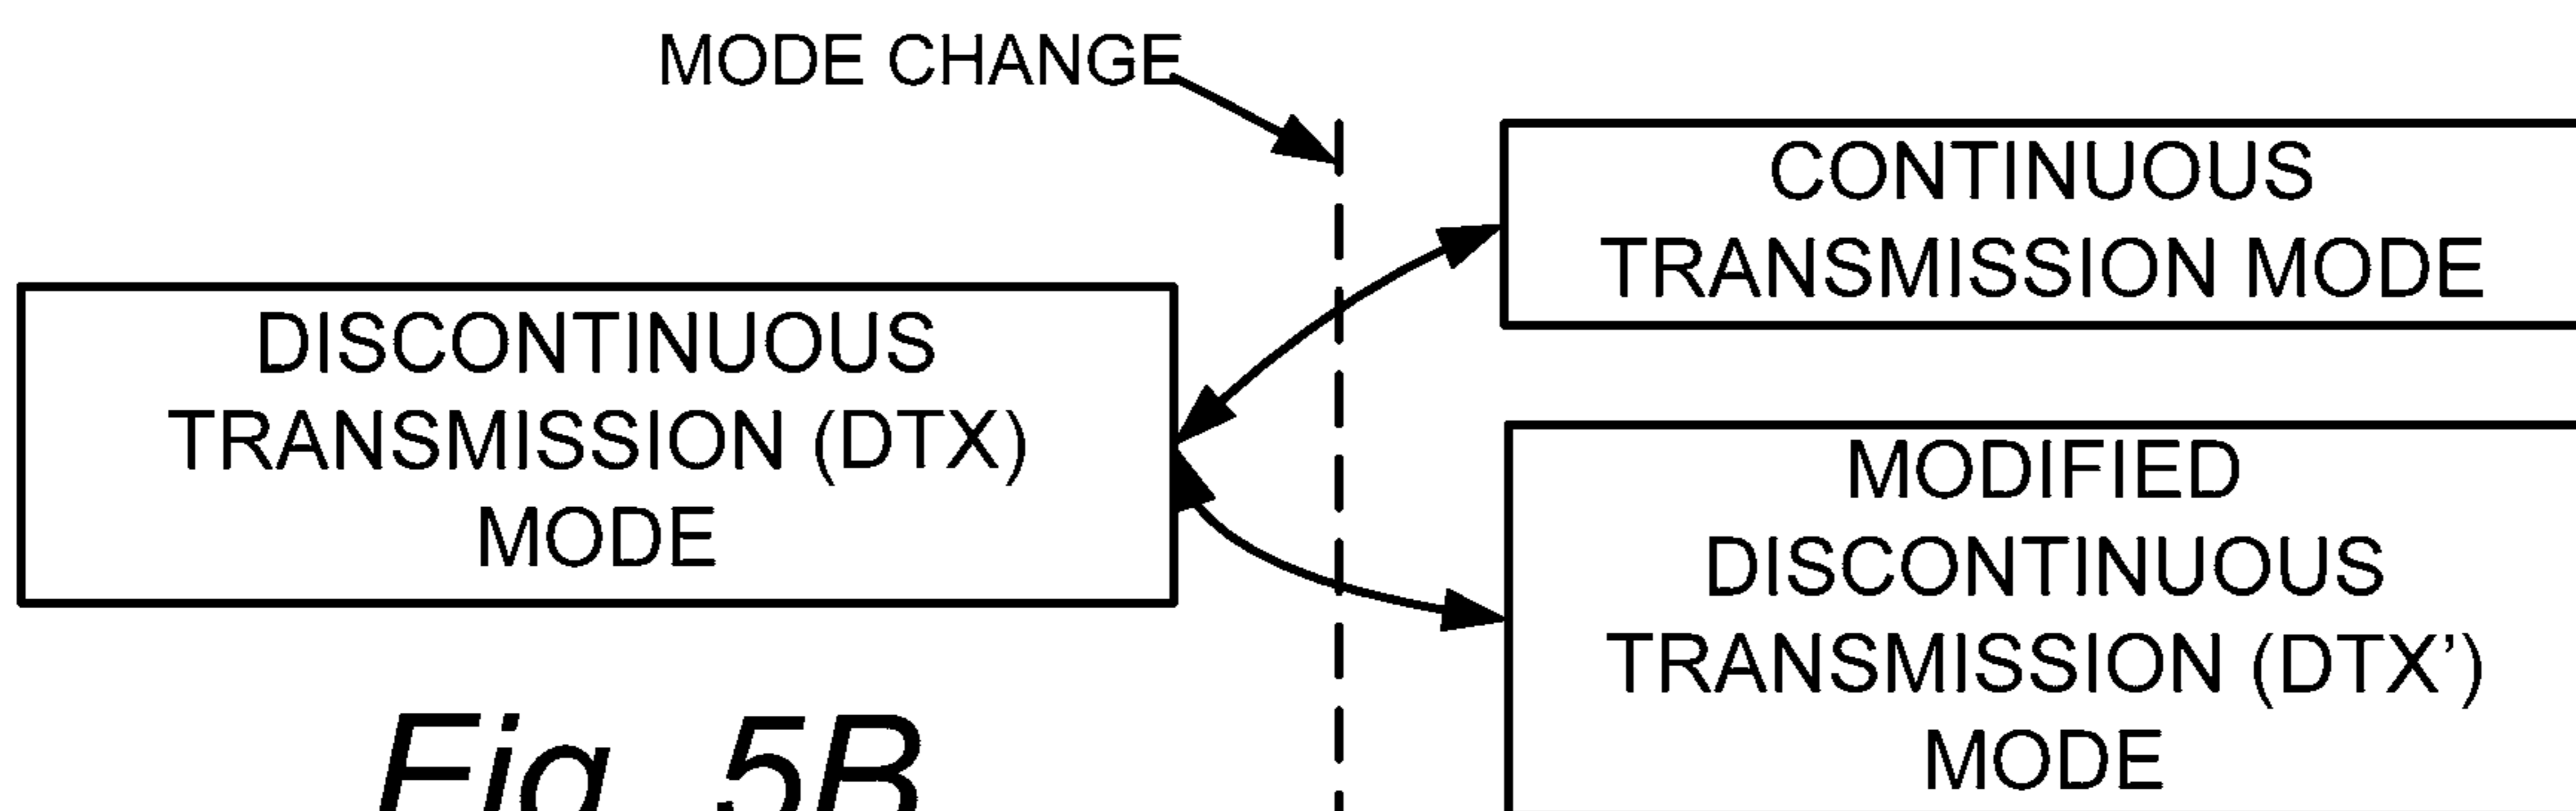 MODE CHANGE
CONTINUOUS
TRANSMISSION MODE
DISCONTINUOUS
TRANSMISSION (DTX)
MODE
MODIFIED
DISCONTINUOUS
TRANSMISSION (DTX’)
MODE
Fig. 5B